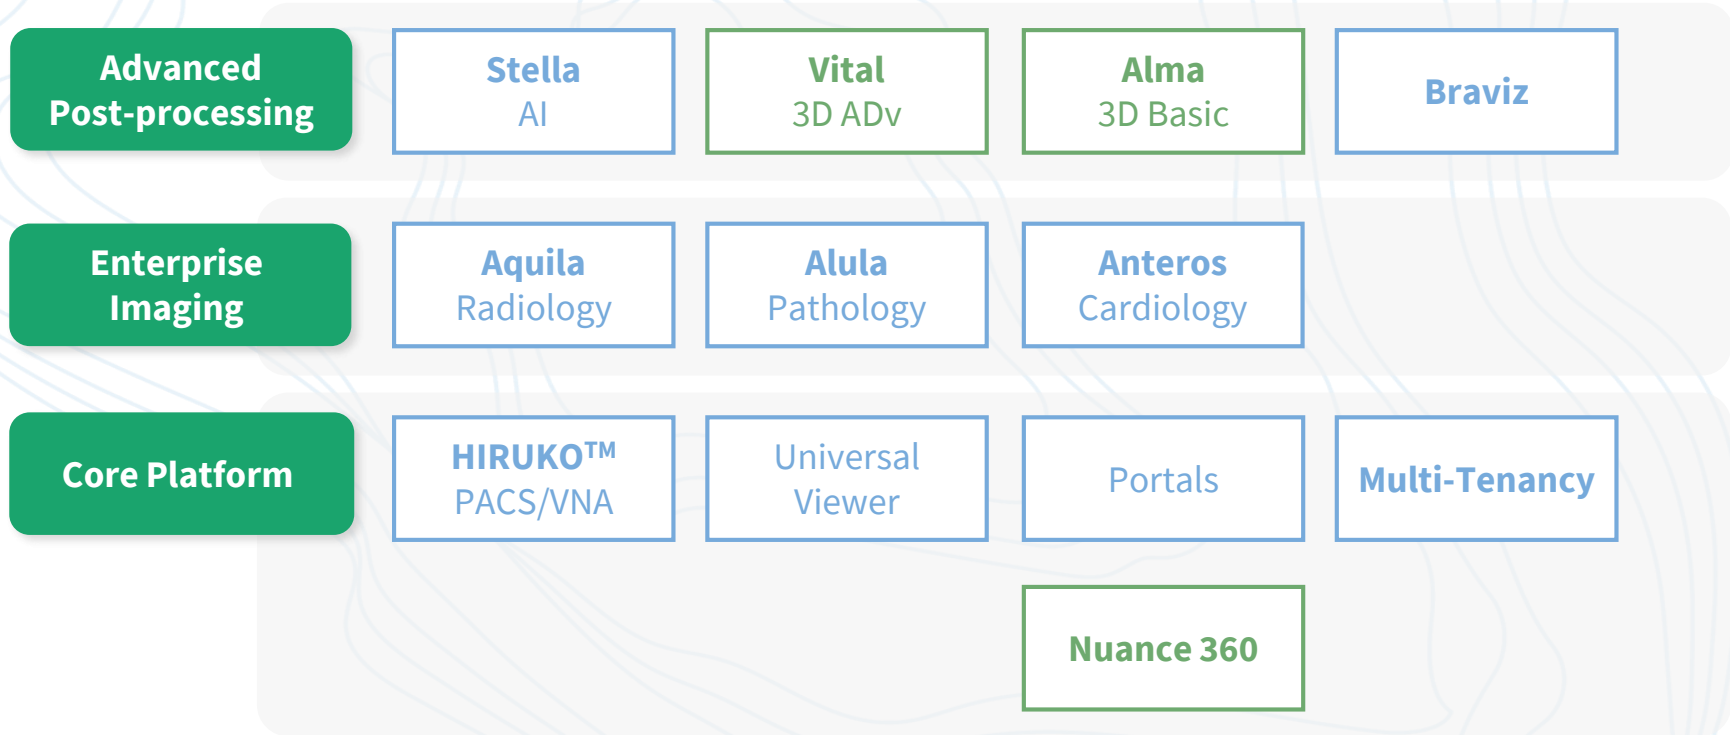 Advanced
Post-processing
Stella
AI
Vital
3D ADv
Alma
3D Basic
Braviz
Enterprise
Imaging
Aquila
Radiology
Alula
Pathology
Anteros
Cardiology
Core Platform
HIRUKO™
PACS/VNA
Universal
Viewer
Portals
Multi-Tenancy
Nuance 360